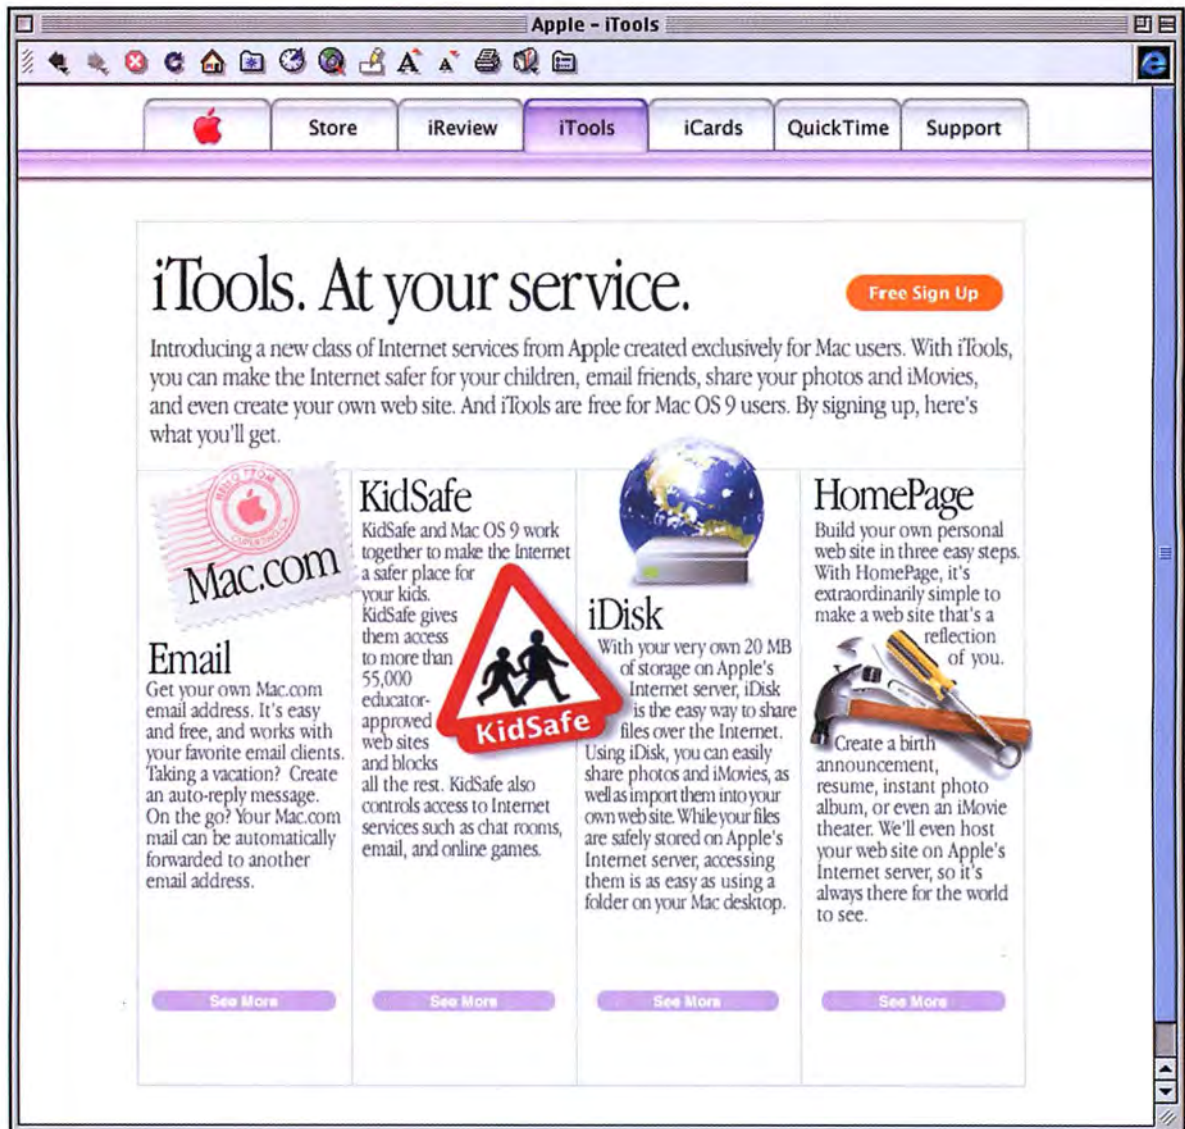 Apple – iTools
Store
iReview
iTools
iCards
QuickTime
Support
iTools. At your service.
Free Sign Up
Introducing a new class of Internet services from Apple created exclusively for Mac users. With iTools,
you can make the Internet safer for your children, email friends, share your photos and iMovies,
and even create your own web site. And iTools are free for Mac OS 9 users. By signing up, here's
what you'll get.
HELLO FROM
CUPERTINO CA
Mac.com
Email
Get your own Mac.com
email address. It's easy
and free, and works with
your favorite email clients.
Taking a vacation? Create
an auto-reply message.
On the go? Your Mac.com
mail can be automatically
forwarded to another
email address.
See More
KidSafe
KidSafe and Mac OS 9 work
together to make the Internet
a safer place for
your kids.
KidSafe gives
them access
to more than
55,000
educator-
approved
web sites
and blocks
all the rest. KidSafe also
controls access to Internet
services such as chat rooms,
email, and online games.
KidSafe
See More
iDisk
With your very own 20 MB
of storage on Apple's
Internet server, iDisk
is the easy way to share
files over the Internet.
Using iDisk, you can easily
share photos and iMovies, as
well as import them into your
own web site. While your files
are safely stored on Apple's
Internet server, accessing
them is as easy as using a
folder on your Mac desktop.
See More
HomePage
Build your own personal
web site in three easy steps.
With HomePage, it's
extraordinarily simple to
make a web site that's a
reflection
of you.
Create a birth
announcement,
resume, instant photo
album, or even an iMovie
theater. We'll even host
your web site on Apple's
Internet server, so it's
always there for the world
to see.
See More